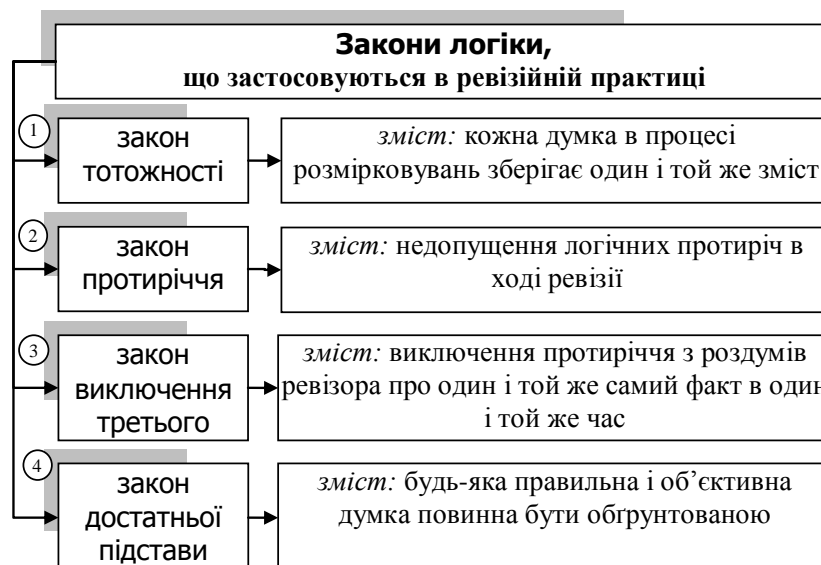 Закони логіки,
що застосовуються в ревізійній практиці
1
закон
тотожності
зміст: кожна думка в процесі
розмірковувань зберігає один і той же зміст
2
закон
протиріччя
зміст: недопущення логічних протиріч в
ході ревізії
3
закон
виключення
третього
зміст: виключення протиріччя з роздумів
ревізора про один і той же самий факт в один
і той же час
4
закон
достатньої
підстави
зміст: будь-яка правильна і об’єктивна
думка повинна бути обґрунтованою